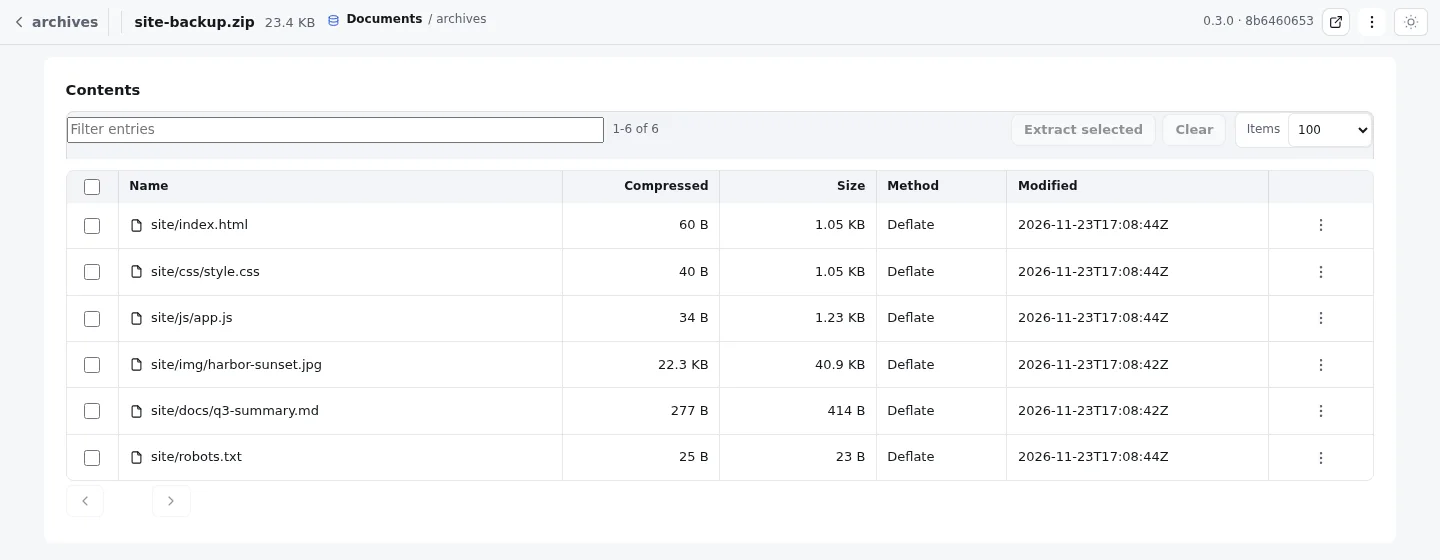 archives site-backup.zip 23.4 KB Documents / archives 0.3.0 · 8b6460653
Contents
Filter entries 1-6 of 6 Extract selected Clear Items 100
Name Compressed Size Method Modified
site/index.html 60 B 1.05 KB Deflate 2026-11-23T17:08:44Z
site/css/style.css 40 B 1.05 KB Deflate 2026-11-23T17:08:44Z
site/js/app.js 34 B 1.23 KB Deflate 2026-11-23T17:08:44Z
site/img/harbor-sunset.jpg 22.3 KB 40.9 KB Deflate 2026-11-23T17:08:42Z
site/docs/q3-summary.md 277 B 414 B Deflate 2026-11-23T17:08:42Z
site/robots.txt 25 B 23 B Deflate 2026-11-23T17:08:44Z